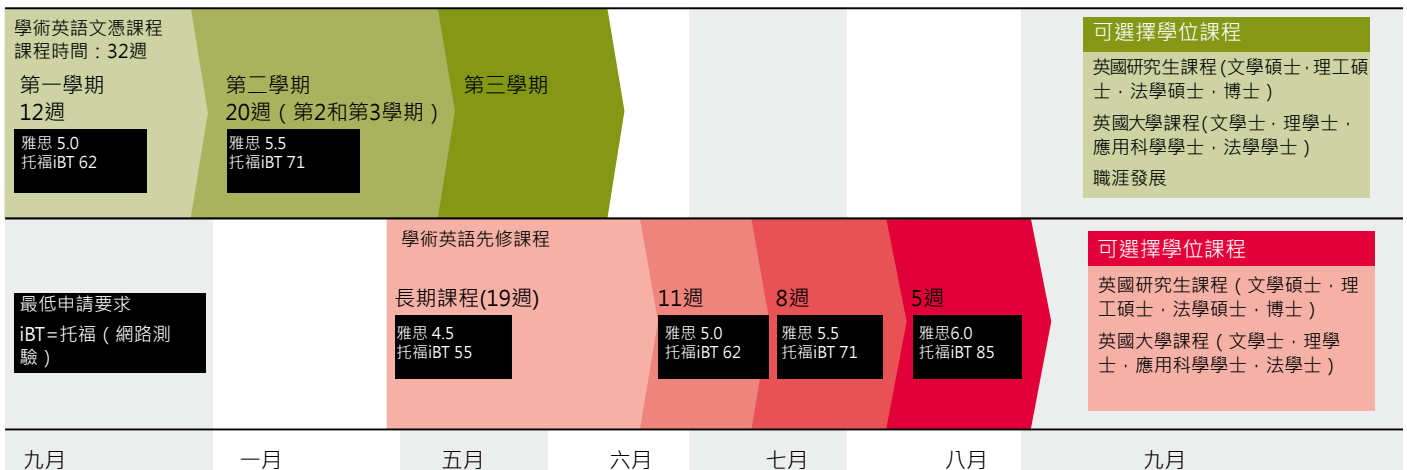 學術英語文憑課程
課程時間：32週
第一學期
12週
雅思 5.0
托福iBT 62
第二學期
20週（第2和第3學期）
雅思 5.5
托福iBT 71
第三學期
可選擇學位課程
英國研究生課程(文學碩士．理工碩
士．法學碩士．博士）
英國大學課程(文學士．理學士．
應用科學學士．法學學士）
職涯發展
最低申請要求
iBT=托福（網路測
驗）
學術英語先修課程
長期課程(19週)
雅思 4.5
托福iBT 55
11週
雅思 5.0
托福iBT 62
8週
雅思 5.5
托福iBT 71
5週
雅思6.0
托福iBT 85
可選擇學位課程
英國研究生課程（文學碩士．理
工碩士．法學碩士．博士）
英國大學課程（文學士．理學
士．應用科學學士．法學士）
九月
一月
五月
六月
七月
八月
九月